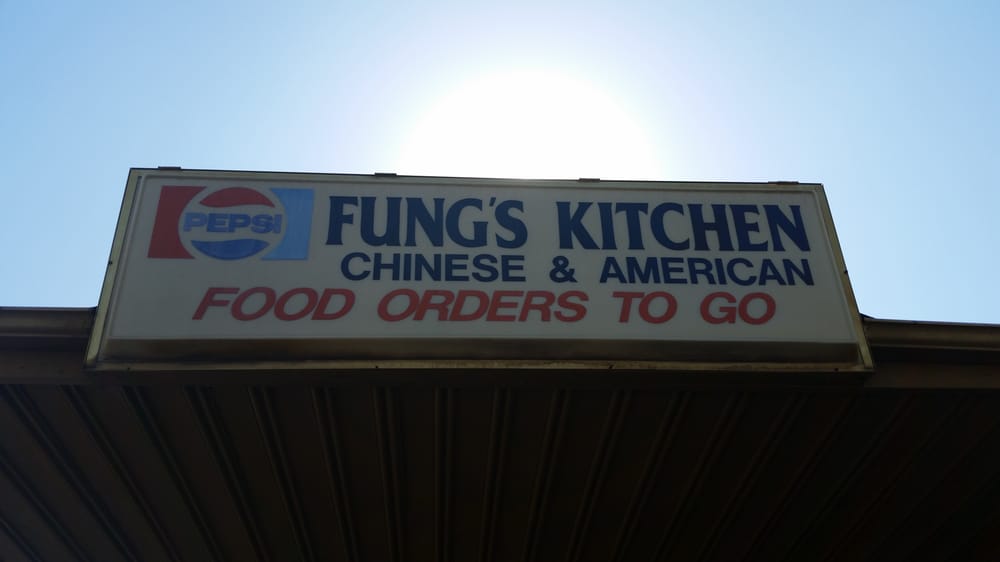 PEPSI
FUNG'S KITCHEN
CHINESE & AMERICAN
FOOD ORDERS TO GO